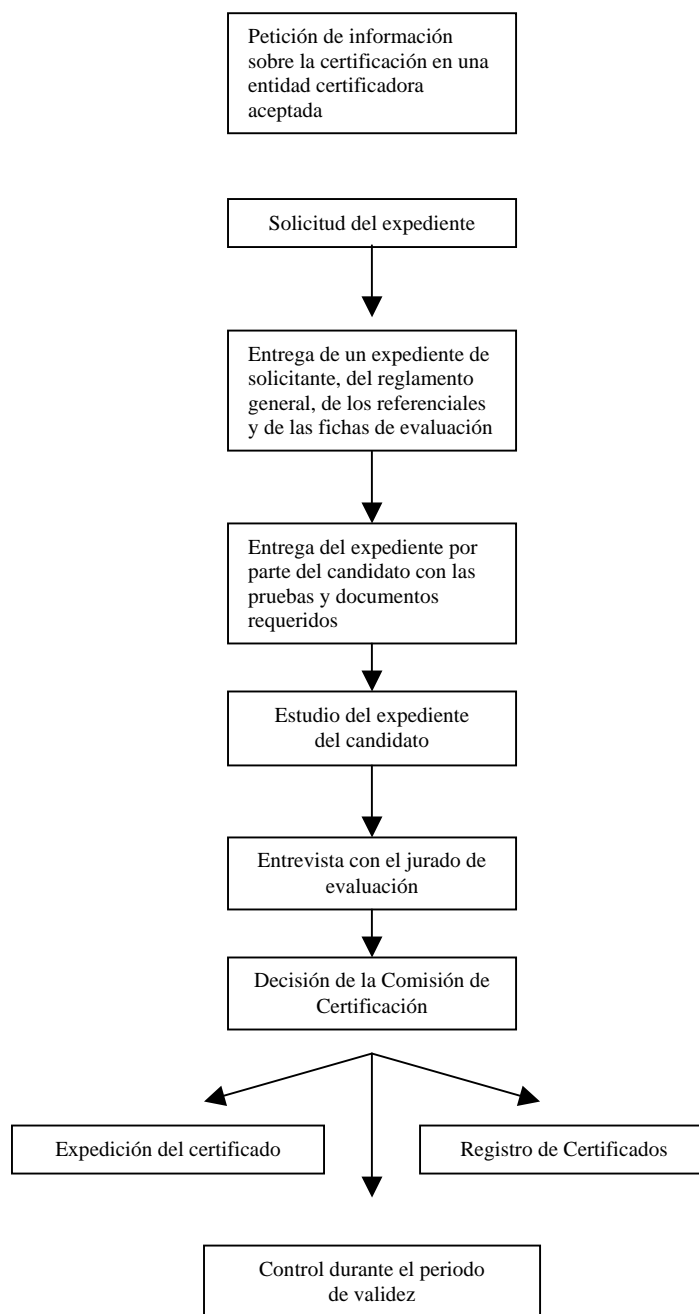 Petición de información
sobre la certificación en una
entidad certificadora
aceptada
Solicitud del expediente
Entrega de un expediente de
solicitante, del reglamento
general, de los referenciales
y de las fichas de evaluación
Entrega del expediente por
parte del candidato con las
pruebas y documentos
requeridos
Estudio del expediente
del candidato
Entrevista con el jurado de
evaluación
Decisión de la Comisión de
Certificación
Expedición del certificado
Registro de Certificados
Control durante el periodo
de validez